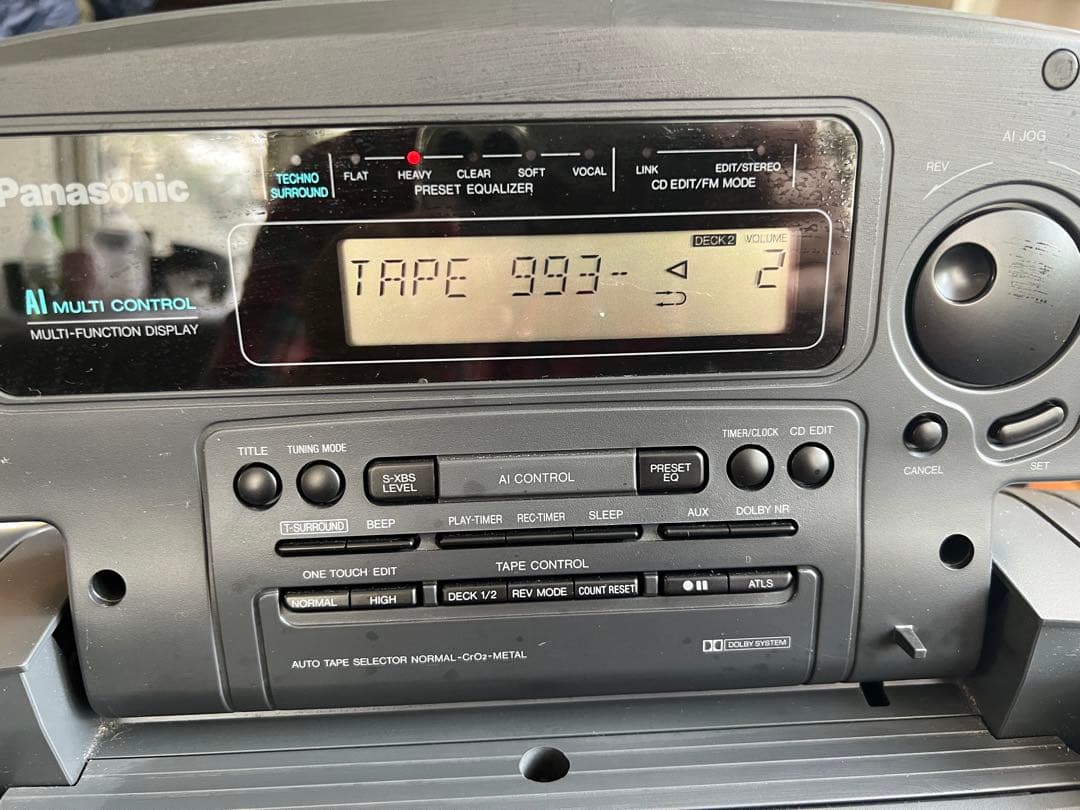 AI JOG
REV
Panasonic
TECHNO
SURROUND
FLAT HEAVY CLEAR SOFT VOCAL
PRESET EQUALIZER
LINK EDIT/STEREO
CD EDIT/FM MODE
DECK 2 VOLUME
TAPE 993-- 2
AI MULTI CONTROL
MULTI-FUNCTION DISPLAY
CANCEL
SET
TITLE TUNING MODE
S-XBS
LEVEL
AI CONTROL
PRESET
EQ
TIMER/CLOCK CD EDIT
T-SURROUND BEEP PLAY-TIMER REC-TIMER SLEEP AUX DOLBY NR
ONE TOUCH EDIT TAPE CONTROL
NORMAL HIGH DECK 1/2 REV MODE COUNT RESET ATLS
DOLBY SYSTEM
AUTO TAPE SELECTOR NORMAL-CrO2-METAL